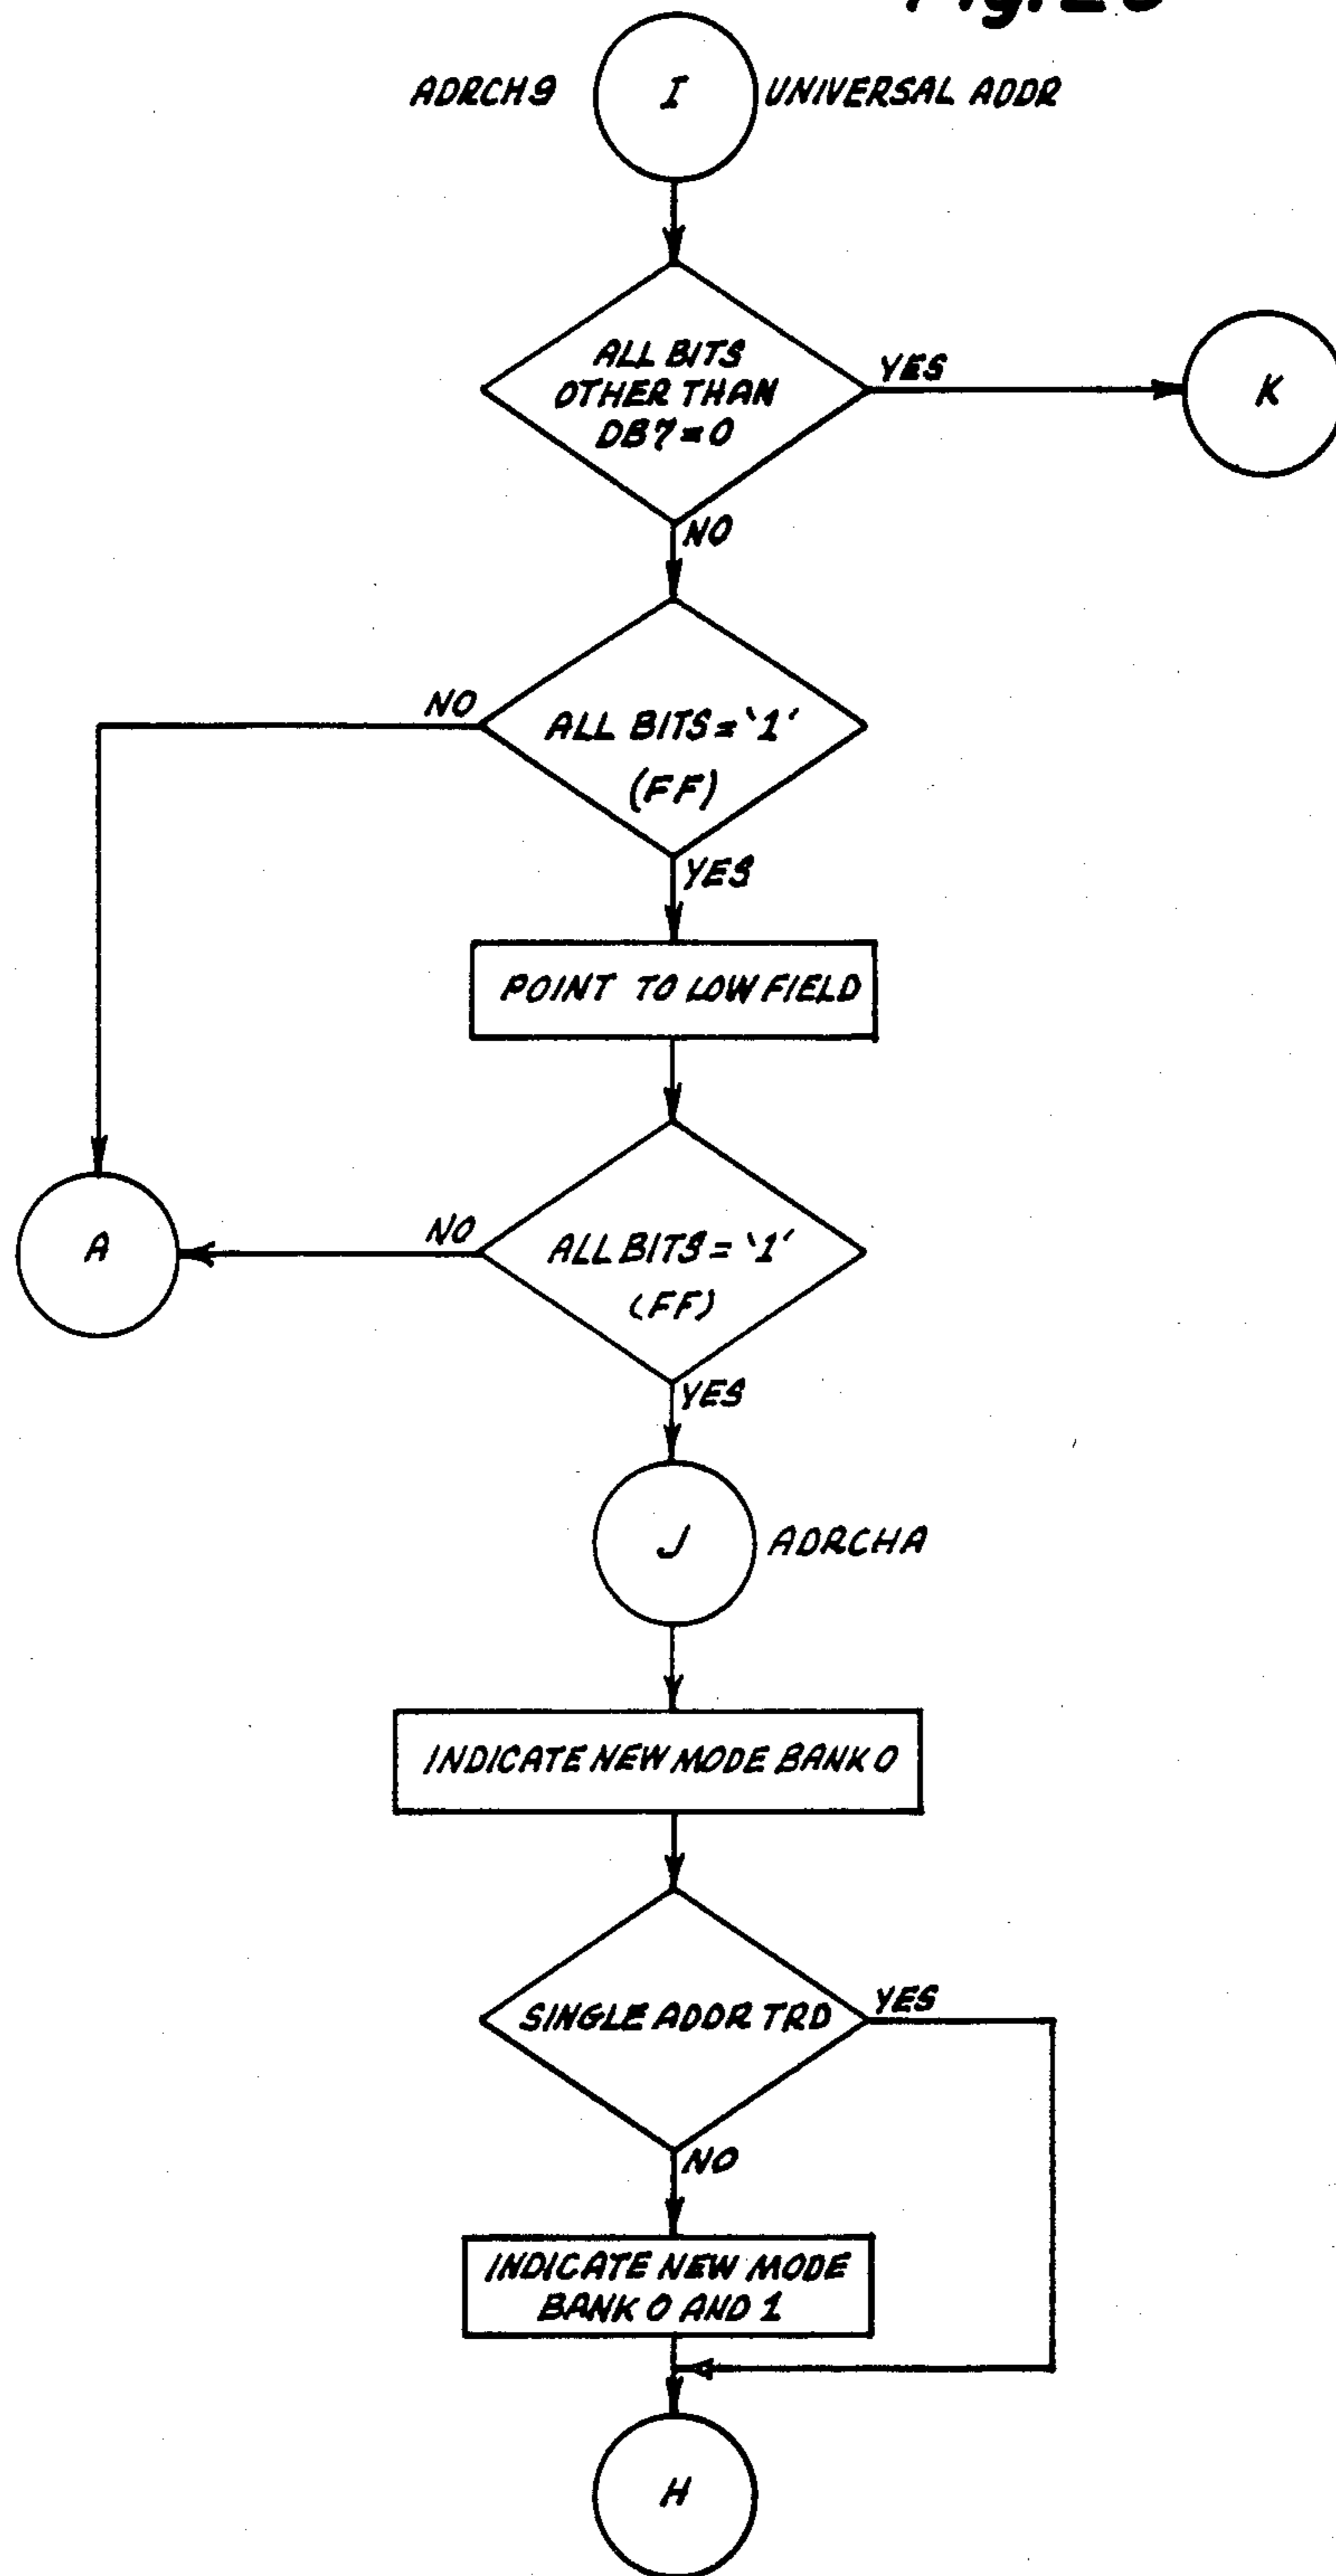 ADRCH9 I UNIVERSAL ADDR
ALL BITS
OTHER THAN
DB7=0
YES
K
NO
NO
ALL BITS = '1'
(FF)
YES
POINT TO LOW FIELD
A
NO
ALL BITS = '1'
(FF)
YES
J ADRCHA
INDICATE NEW MODE BANK 0
SINGLE ADDR TRD
YES
NO
INDICATE NEW MODE
BANK 0 AND 1
H